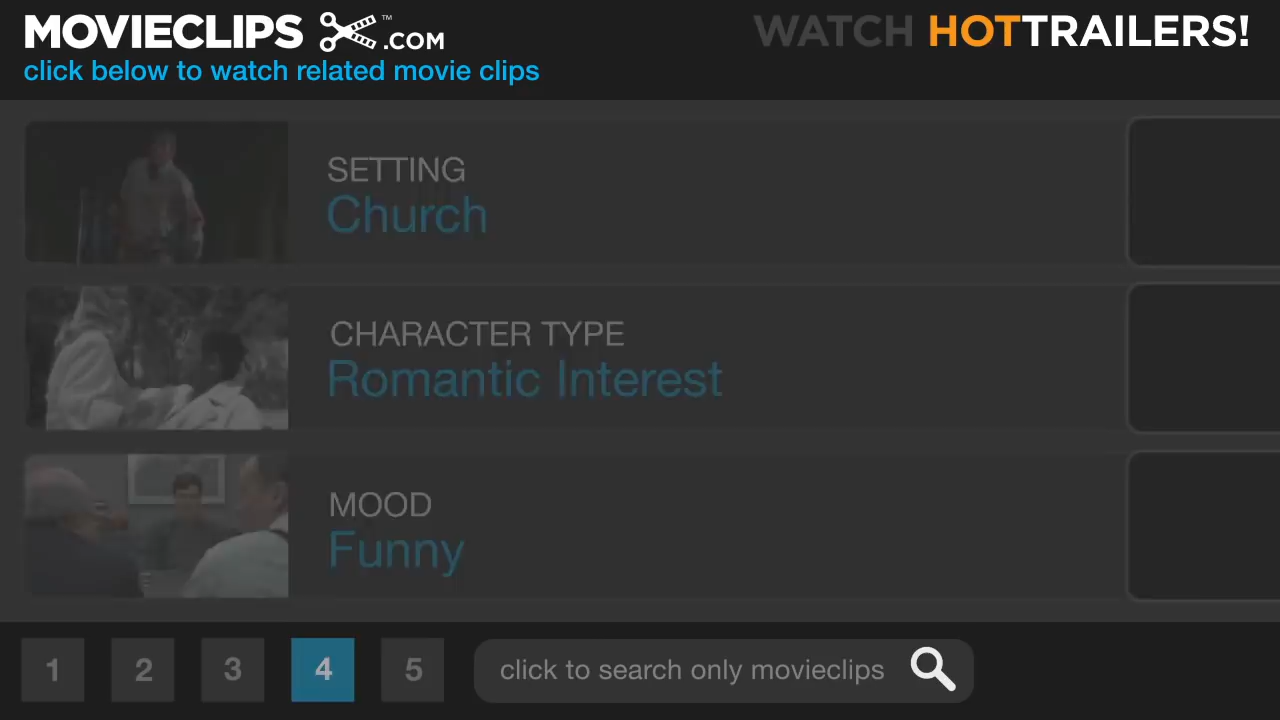 MOVIECLIPS ™ .COM
WATCH HOTTRAILERS!
click below to watch related movie clips
SETTING
Church
CHARACTER TYPE
Romantic Interest
MOOD
Funny
1 2 3 4 5
click to search only movieclips